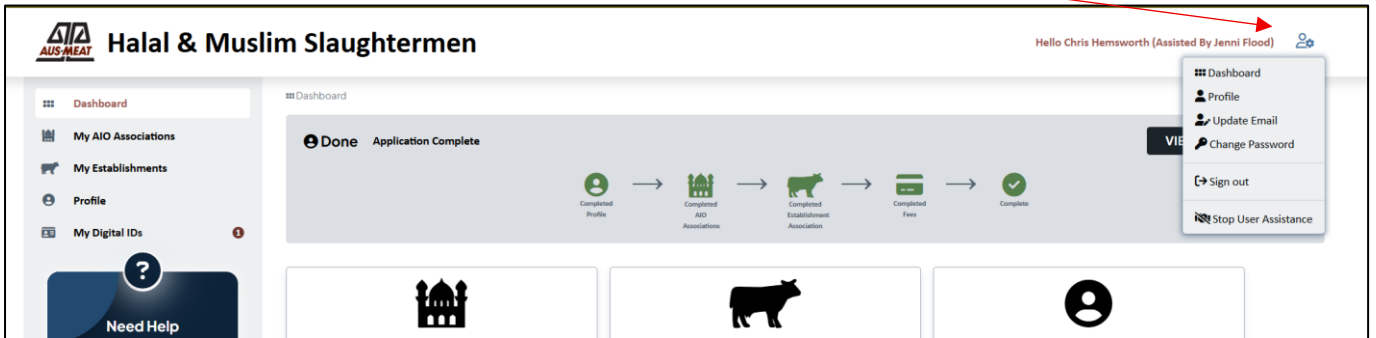 AUS-MEAT
Halal & Muslim Slaughtermen
Hello Chris Hemsworth (Assisted By Jenni Flood)
Dashboard
Profile
Update Email
Change Password
Sign out
Stop User Assistance
Dashboard
My AIO Associations
My Establishments
Profile
My Digital IDs 1
?
Need Help
Dashboard
Done Application Complete
Completed
Profile
Completed
AIO
Associations
Completed
Establishment
Association
Completed
Fees
Complete